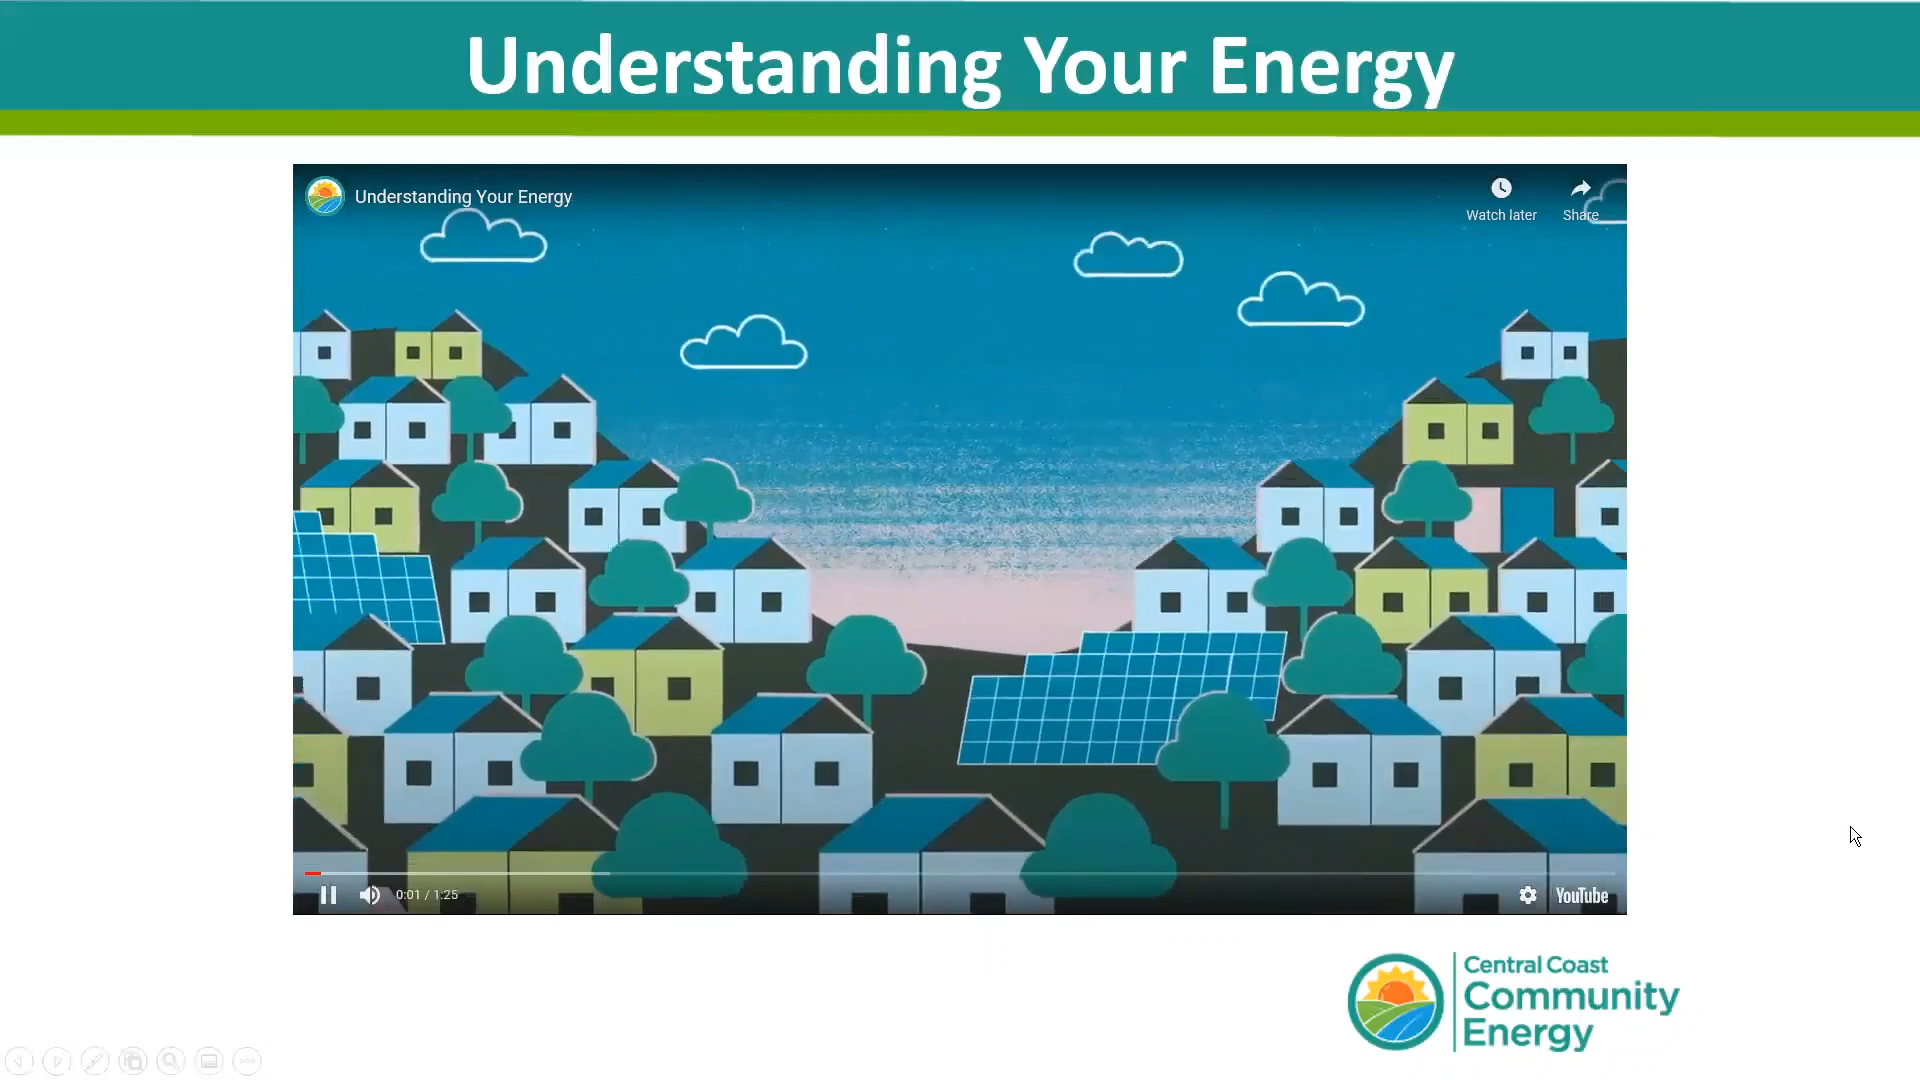 Understanding Your Energy
Understanding Your Energy
Watch later
Share
0:01 / 1:25
YouTube
Central Coast
Community
Energy